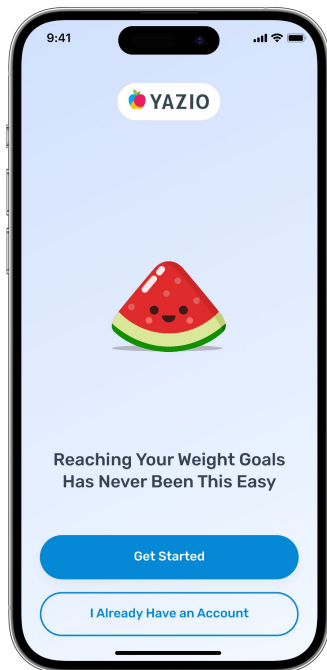 9:41
YAZIO
Reaching Your Weight Goals
Has Never Been This Easy
Get Started
I Already Have an Account